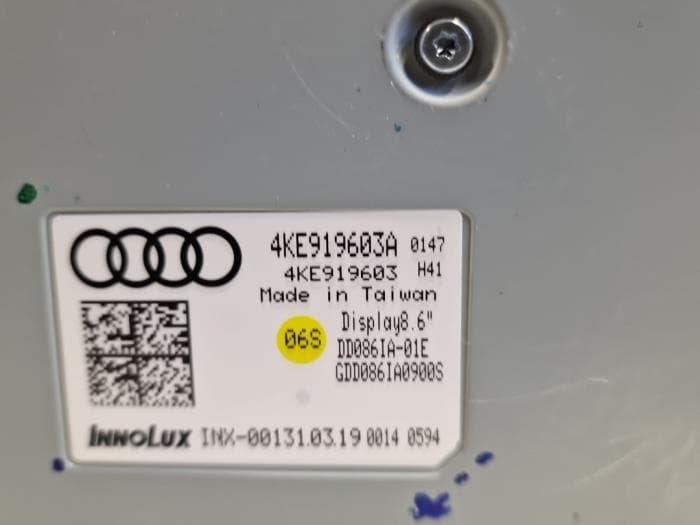 4KE919603A 0147
4KE919603 H41
Made in Taiwan
06S
Display8.6"
DD086IA-01E
GDD086IA0900S
INNOLUX INX-00131.03.19 0014 0594